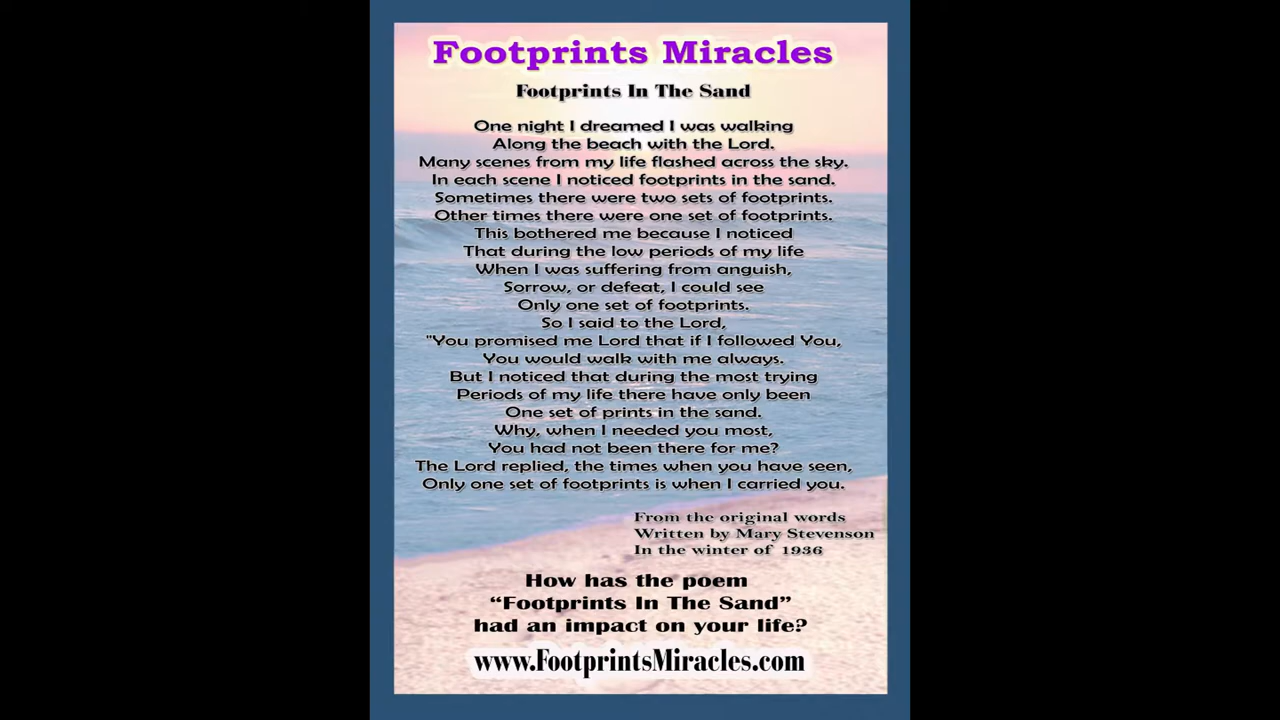 Footprints Miracles
Footprints In The Sand
One night I dreamed I was walking
Along the beach with the Lord.
Many scenes from my life flashed across the sky.
In each scene I noticed footprints in the sand.
Sometimes there were two sets of footprints.
Other times there were one set of footprints.
This bothered me because I noticed
That during the low periods of my life
When I was suffering from anguish,
Sorrow, or defeat, I could see
Only one set of footprints.
So I said to the Lord,
"You promised me Lord that if I followed You,
You would walk with me always.
But I noticed that during the most trying
Periods of my life there have only been
One set of prints in the sand.
Why, when I needed you most,
You had not been there for me?
The Lord replied, the times when you have seen,
Only one set of footprints is when I carried you.
From the original words
Written by Mary Stevenson
In the winter of 1936
How has the poem
“Footprints In The Sand”
had an impact on your life?
www.FootprintsMiracles.com